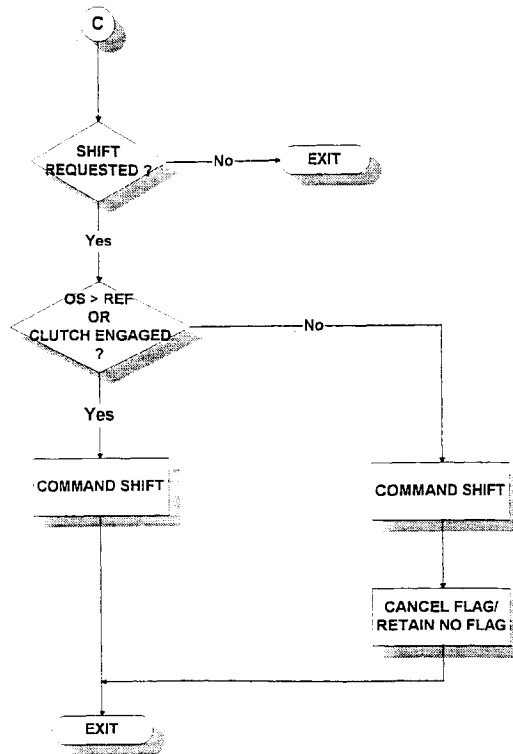 C
SHIFT
REQUESTED ?
No
EXIT
Yes
OS > REF
OR
CLUTCH ENGAGED
?
No
Yes
COMMAND SHIFT
COMMAND SHIFT
CANCEL FLAG/
RETAIN NO FLAG
EXIT